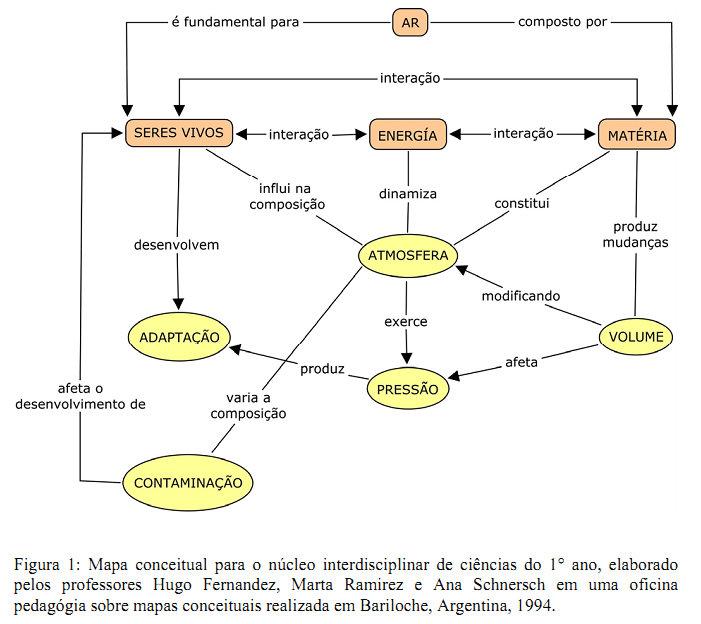 é fundamental para
AR
composto por
interação
SERES VIVOS
interação
ENERGÍA
interação
MATÉRIA
influi na
composição
dinamiza
constitui
produz
mudanças
desenvolvem
ATMOSFERA
modificando
exerce
ADAPTAÇÃO
VOLUME
produz
afeta
PRESSÃO
afeta o
desenvolvimento de
varia a
composição
CONTAMINAÇÃO
Figura 1: Mapa conceitual para o núcleo interdisciplinar de ciências do 1° ano, elaborado
pelos professores Hugo Fernandez, Marta Ramirez e Ana Schnersch em uma oficina
pedagógia sobre mapas conceituais realizada em Bariloche, Argentina, 1994.